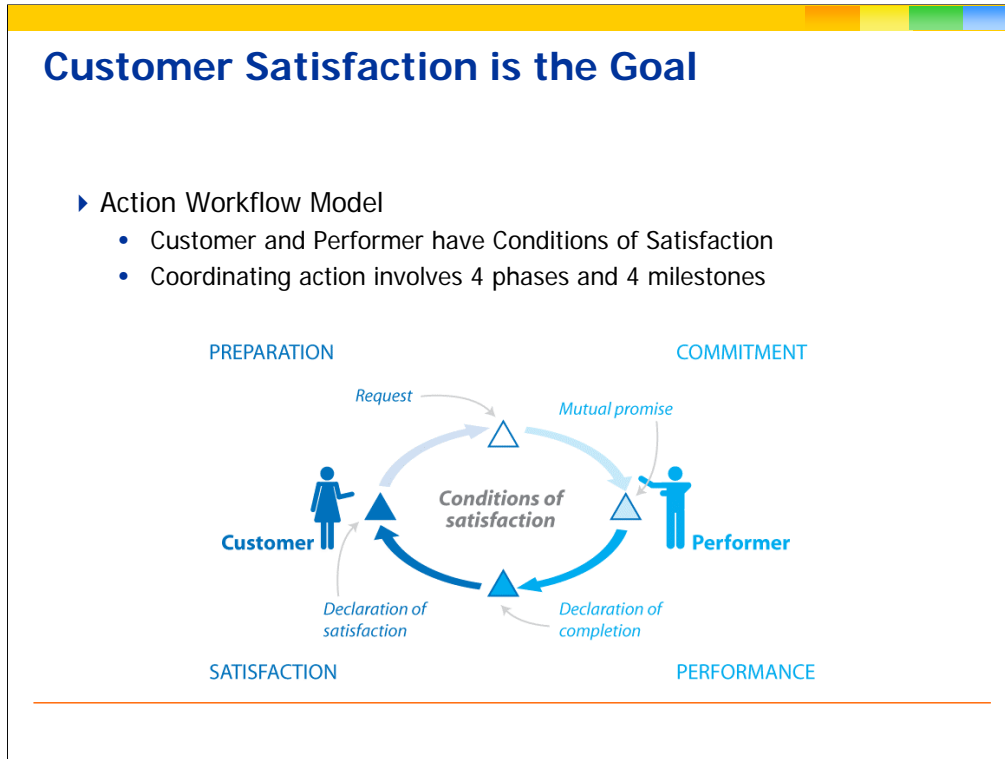 Customer Satisfaction is the Goal
Action Workflow Model
• Customer and Performer have Conditions of Satisfaction
• Coordinating action involves 4 phases and 4 milestones
PREPARATION
COMMITMENT
Request
Mutual promise
Conditions of
satisfaction
Customer
Performer
Declaration of
satisfaction
Declaration of
completion
SATISFACTION
PERFORMANCE